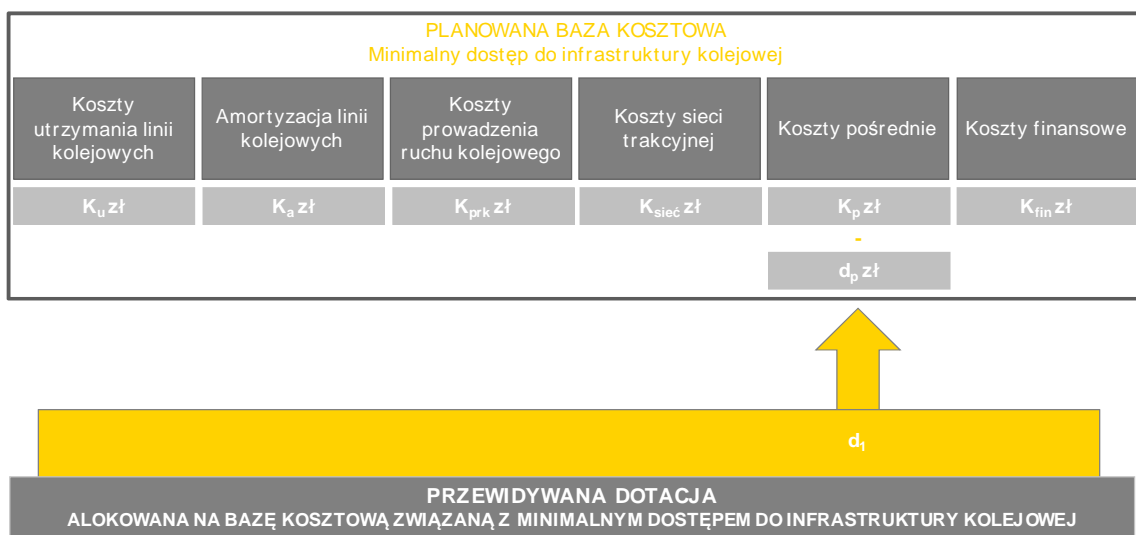 PLANOWANA BAZA KOSZTOWA
Minimalny dostęp do infrastruktury kolejowej
Koszty
utrzymania linii
kolejowych
Amortyzacja linii
kolejowych
Koszty
prowadzenia
ruchu kolejowego
Koszty sieci
trakcyjnej
Koszty pośrednie
Koszty finansowe
Ku zł
Ka zł
Kprk zł
Ksieć zł
Kp zł
Kfin zł
-
dp zł
d1
PRZEWIDYWANA DOTACJA
ALOKOWANA NA BAZĘ KOSZTOWĄ ZWIĄZANĄ Z MINIMALNYM DOSTĘPEM DO INFRASTRUKTURY KOLEJOWEJ